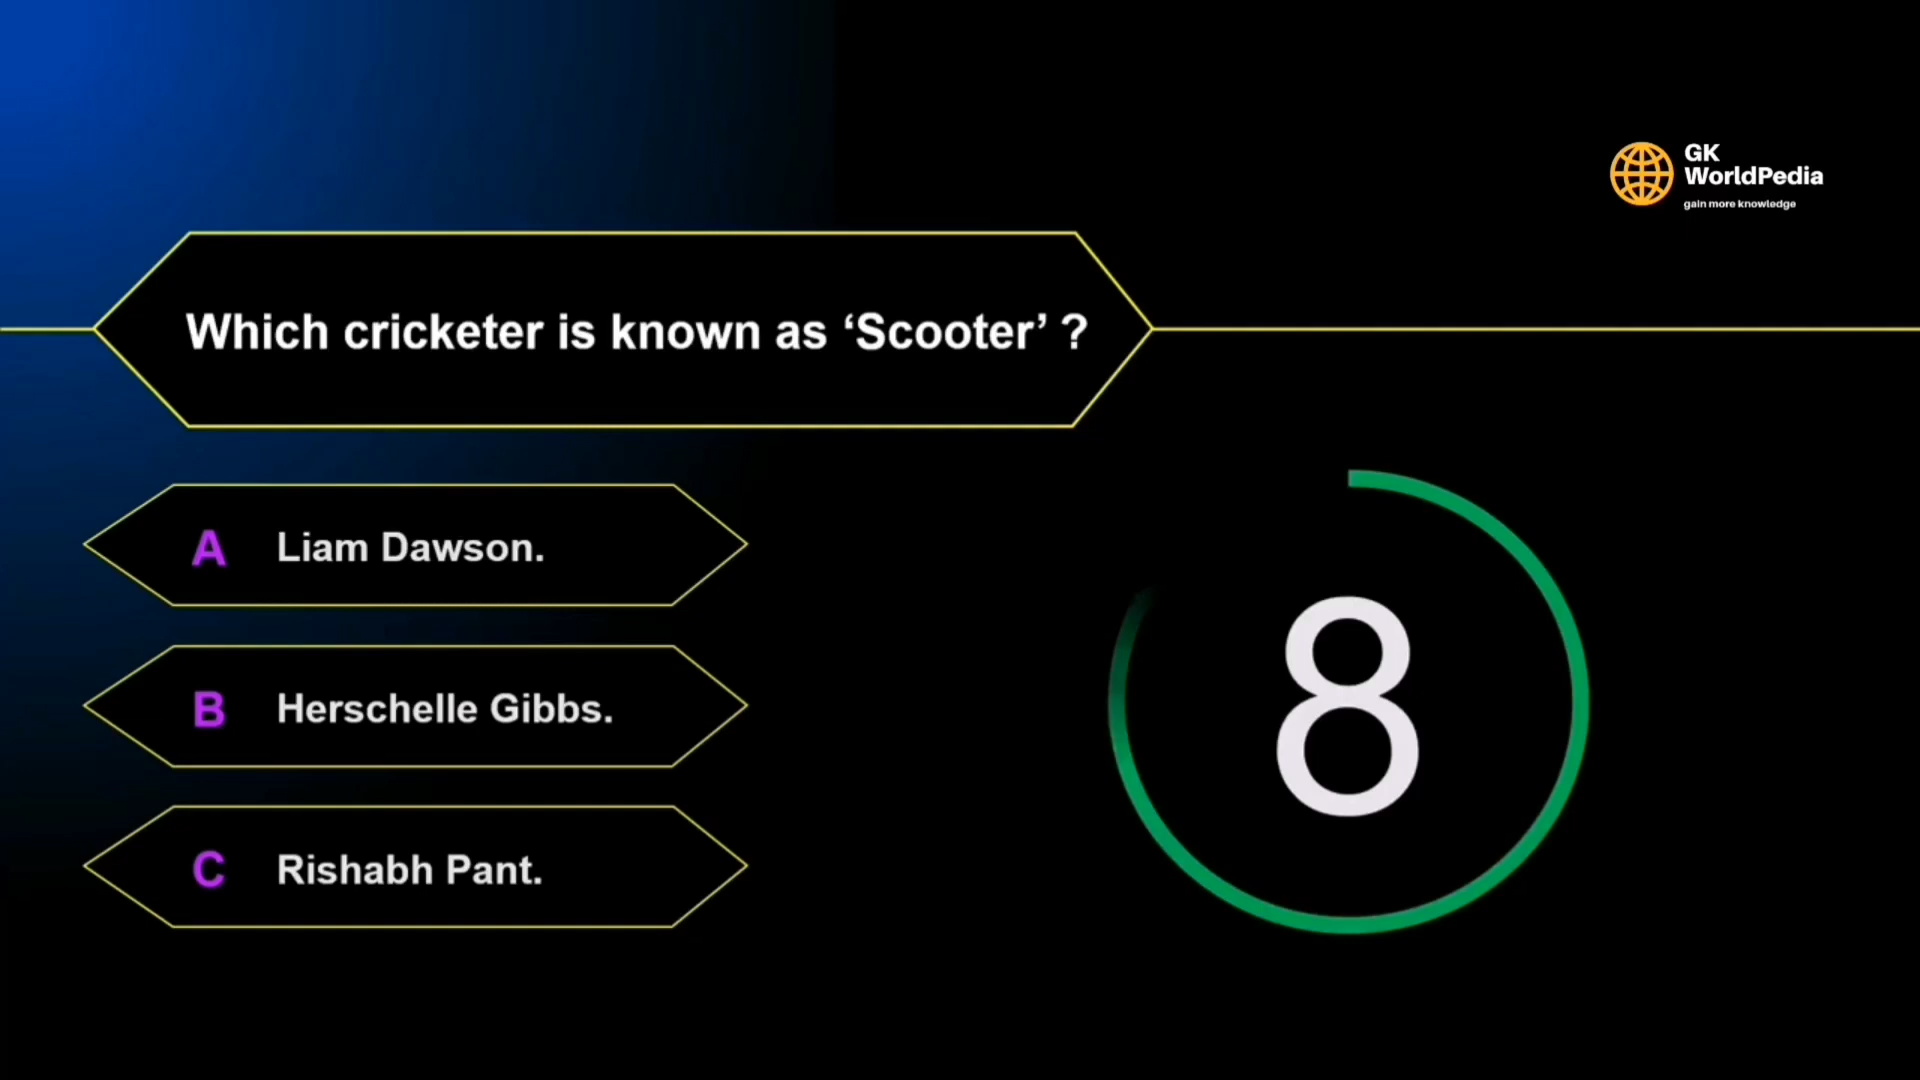 GK
WorldPedia
gain more knowledge
Which cricketer is known as ‘Scooter’ ?
A Liam Dawson.
B Herschelle Gibbs.
C Rishabh Pant.
8